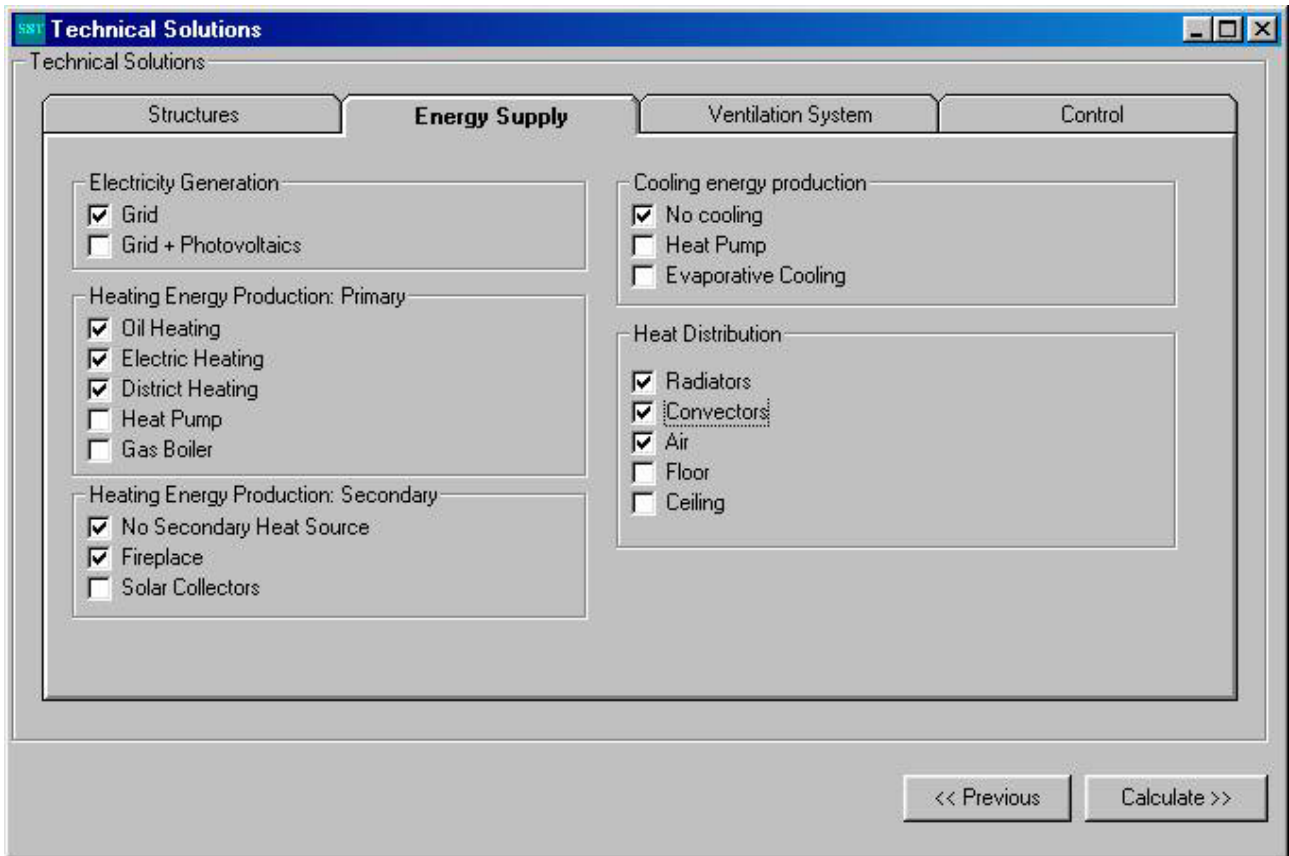 SST Technical Solutions
Technical Solutions
Structures
Energy Supply
Ventilation System
Control
Electricity Generation
Grid
Grid + Photovoltaics
Heating Energy Production: Primary
Oil Heating
Electric Heating
District Heating
Heat Pump
Gas Boiler
Heating Energy Production: Secondary
No Secondary Heat Source
Fireplace
Solar Collectors
Cooling energy production
No cooling
Heat Pump
Evaporative Cooling
Heat Distribution
Radiators
Convectors
Air
Floor
Ceiling
<< Previous
Calculate >>